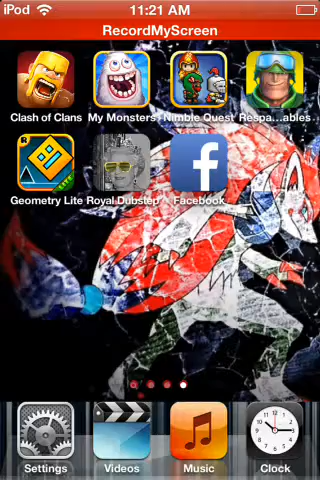 iPod 11:21 AM
RecordMyScreen
Clash of Clans My Monsters Nimble Quest Respa...ables
R
Geometry Lite Royal Dubstep Facebook
Settings Videos Music Clock